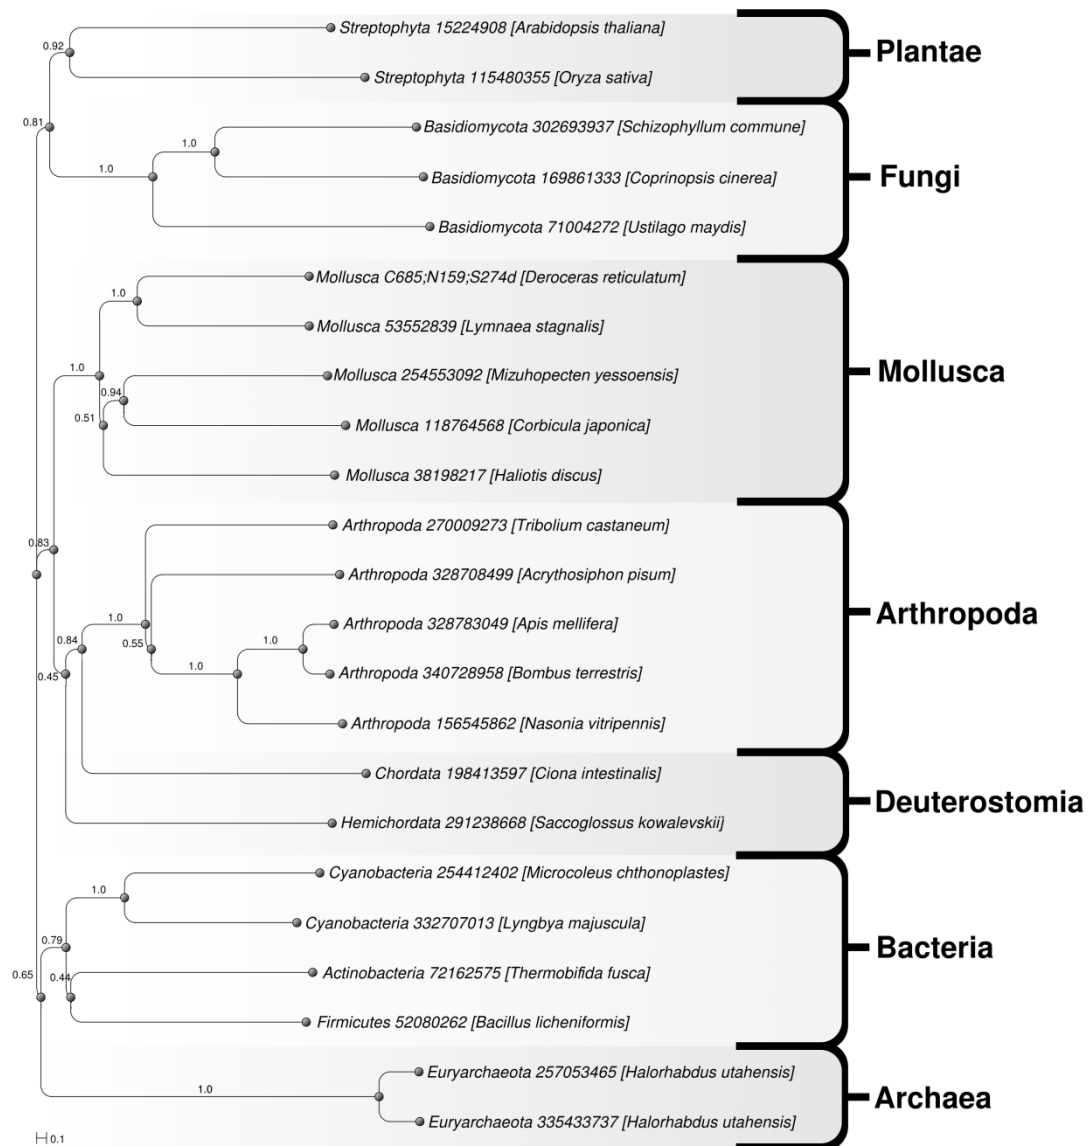 Streptophyta 15224908 [Arabidopsis thaliana]
0.92
Plantae
Streptophyta 115480355 [Oryza sativa]
0.81
Basidiomycota 302693937 [Schizophyllum commune]
1.0
1.0
Basidiomycota 169861333 [Coprinopsis cinerea]
Fungi
Basidiomycota 71004272 [Ustilago maydis]
Mollusca C685;N159;S274d [Deroceras reticulatum]
1.0
Mollusca 53552839 [Lymnaea stagnalis]
1.0
Mollusca 254553092 [Mizuhopecten yessoensis]
Mollusca
0.94
0.51
Mollusca 118764568 [Corbicula japonica]
Mollusca 38198217 [Haliotis discus]
Arthropoda 270009273 [Tribolium castaneum]
0.83
Arthropoda 328708499 [Acrythosiphon pisum]
Arthropoda
1.0
Arthropoda 328783049 [Apis mellifera]
0.84
0.55
1.0
0.45
1.0
Arthropoda 340728958 [Bombus terrestris]
Arthropoda 156545862 [Nasonia vitripennis]
Chordata 198413597 [Ciona intestinalis]
Deuterostomia
Hemichordata 291238668 [Saccoglossus kowalevskii]
Cyanobacteria 254412402 [Microcoleus chthonoplastes]
1.0
Cyanobacteria 332707013 [Lyngbya majuscula]
0.79
Bacteria
0.65
0.44
Actinobacteria 72162575 [Thermobifida fusca]
Firmicutes 52080262 [Bacillus licheniformis]
Euryarchaeota 257053465 [Halorhabdus utahensis]
1.0
Archaea
Euryarchaeota 335433737 [Halorhabdus utahensis]
0.1